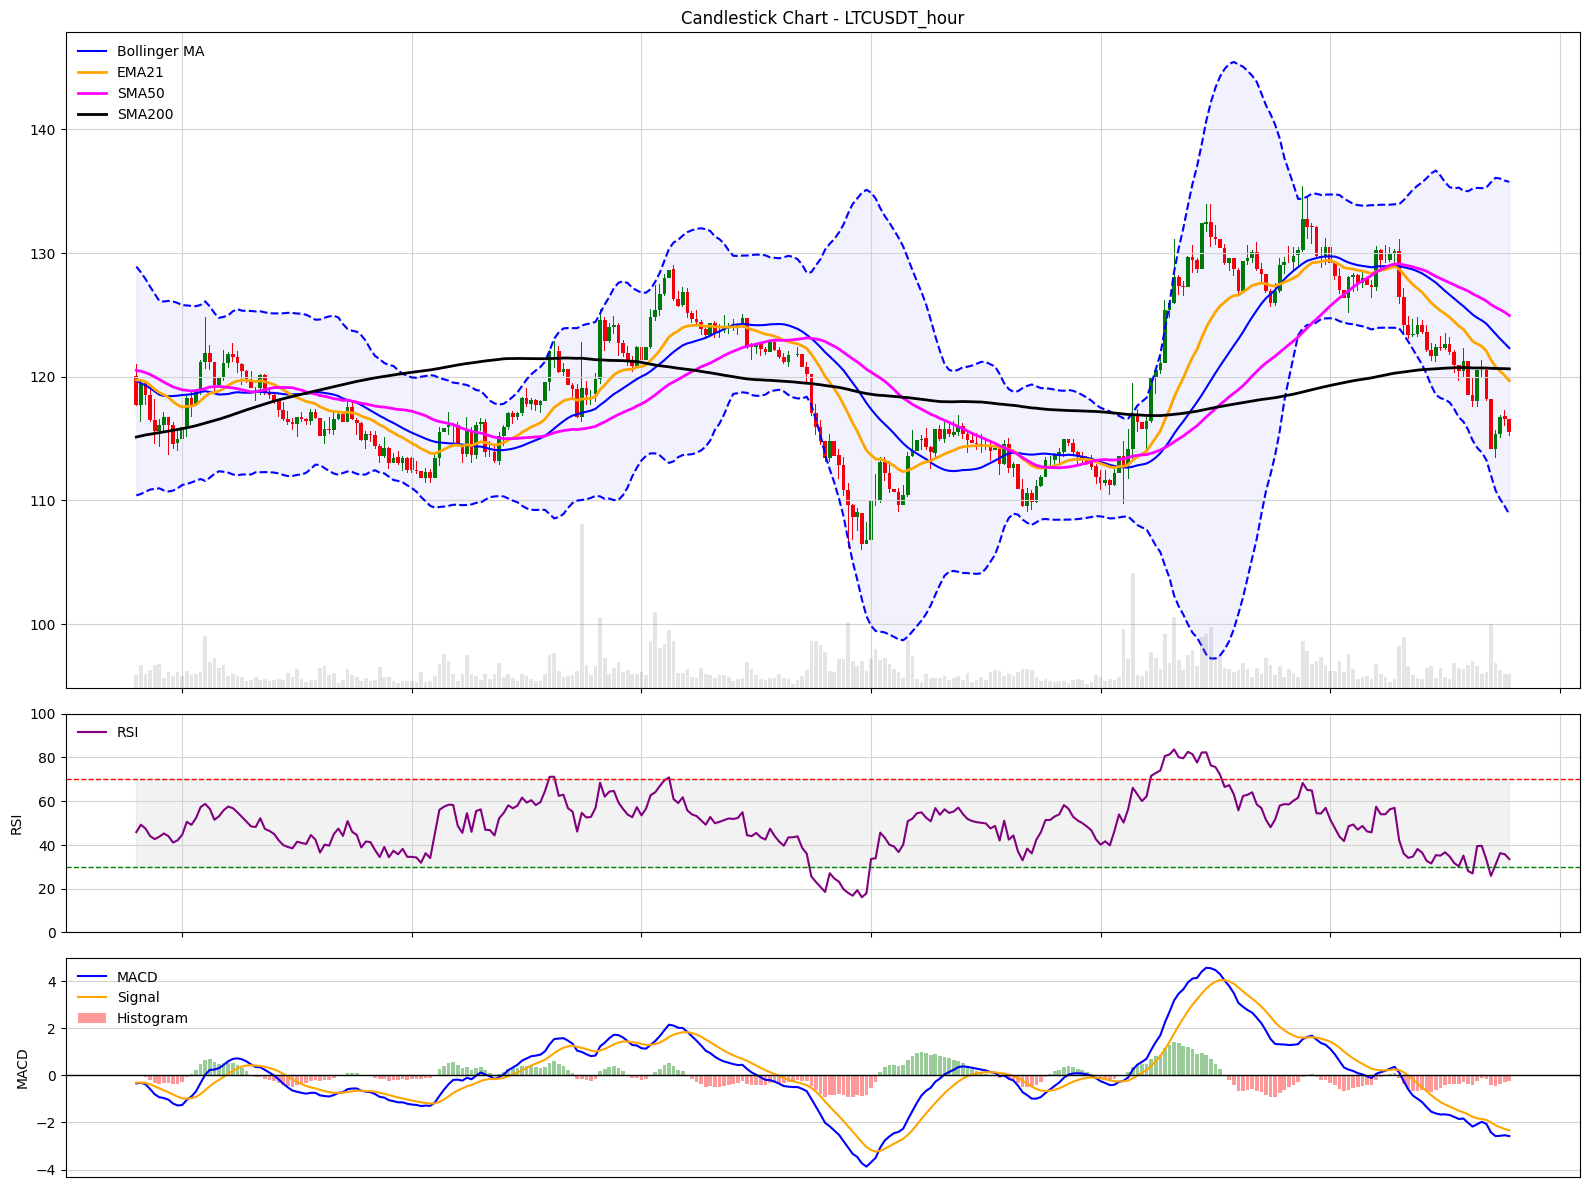 Candlestick Chart - LTCUSDT_hour
Bollinger MA
EMA21
SMA50
SMA200
140
130
120
110
100
100
80
60
40
20
0
RSI
RSI
4
2
0
−2
−4
MACD
MACD
Signal
Histogram